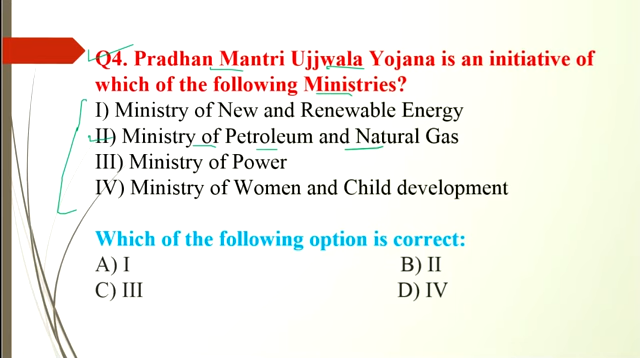 Q4. Pradhan Mantri Ujjwala Yojana is an initiative of
which of the following Ministries?
I) Ministry of New and Renewable Energy
II) Ministry of Petroleum and Natural Gas
III) Ministry of Power
IV) Ministry of Women and Child development
Which of the following option is correct:
A) I B) II
C) III D) IV